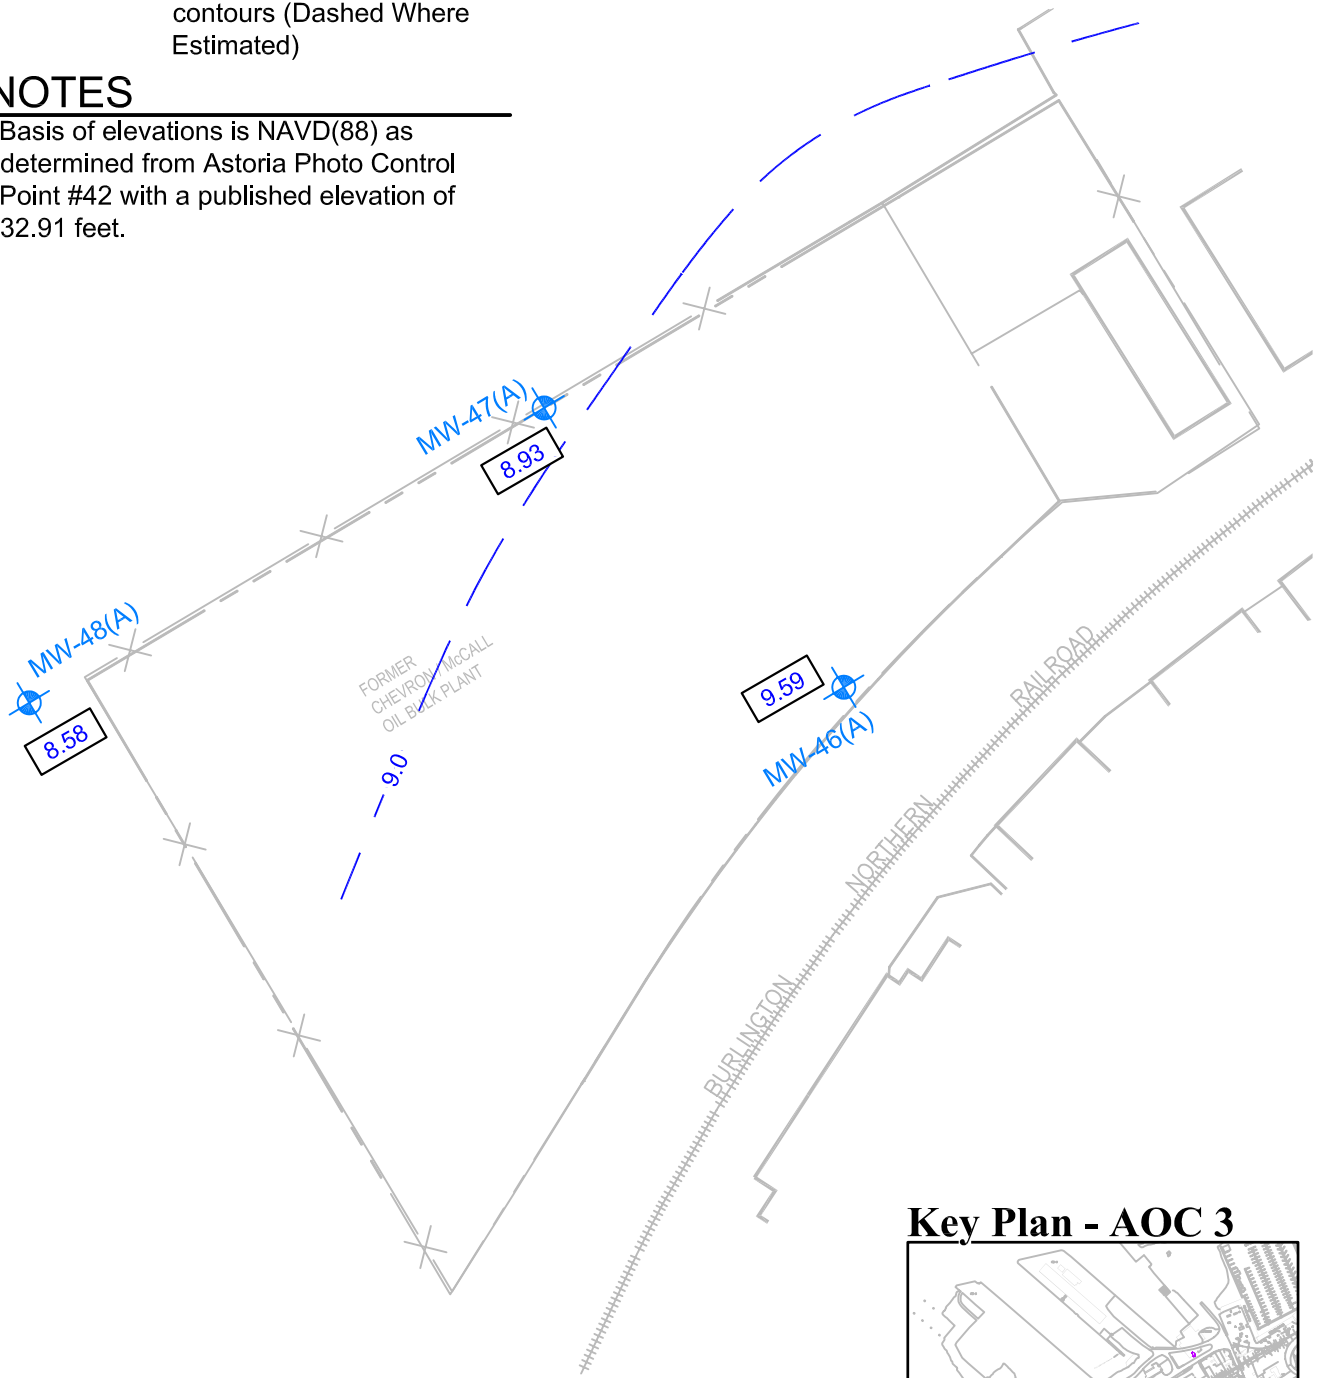 contours (Dashed Where
Estimated)
NOTES
Basis of elevations is NAVD(88) as
determined from Astoria Photo Control
Point #42 with a published elevation of
32.91 feet.
MW-47(A)
8.93
MW-48(A)
8.58
FORMER
CHEVRON / McCALL
OIL BULK PLANT
9.0
9.59
MW-46(A)
BURLINGTON
NORTHERN
RAILROAD
Key Plan - AOC 3